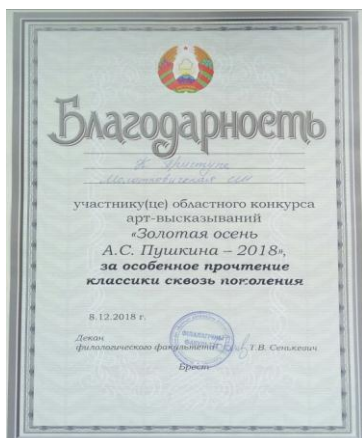 Благодарность
участнику(це) областного конкурса
арт-высказываний
«Золотая осень
А.С. Пушкина – 2018»,
за особенное прочтение
классики сквозь поколения
8.12.2018 г.
Декан
филологического факультета
Т.В. Сенькевич
Брест